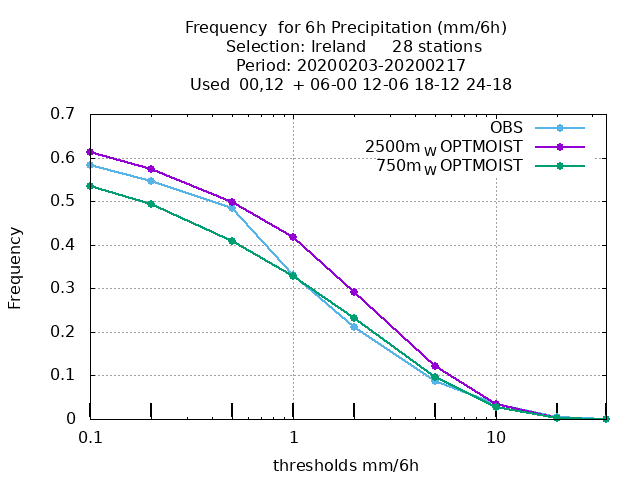 Frequency  for 6h Precipitation (mm/6h)
Selection: Ireland     28 stations
Period: 20200203-20200217
Used  00,12  + 06-00 12-06 18-12 24-18
OBS
2500m_W OPTMOIST
750m_W OPTMOIST
0.7
0.6
0.5
0.4
0.3
0.2
0.1
0
Frequency
0.1 1 10
thresholds mm/6h